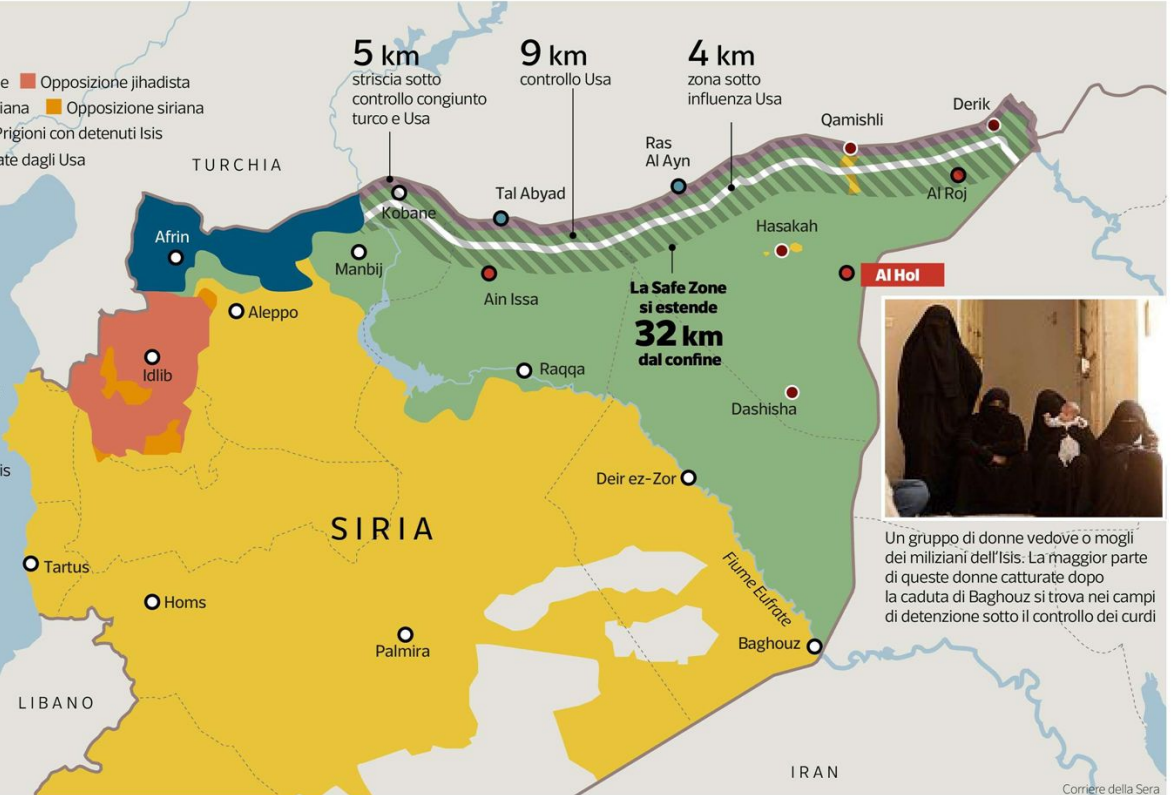 5 km
striscia sotto
controllo congiunto
turco e Usa
9 km
controllo Usa
4 km
zona sotto
influenza Usa
e Opposizione jihadista
iana Opposizione siriana
Prigioni con detenuti Isis
ate dagli Usa
TURCHIA
Derik
Qamishli
Ras
Al Ayn
Tal Abyad
Kobane
Al Roj
Afrin
Manbij
Hasakah
Ain Issa
Al Hol
La Safe Zone
si estende
32 km
dal confine
Aleppo
Idlib
Raqqa
Dashisha
is
Deir ez-Zor
SIRIA
Un gruppo di donne vedove o mogli
dei miliziani dell'Isis. La maggior parte
di queste donne catturate dopo
la caduta di Baghouz si trova nei campi
di detenzione sotto il controllo dei curdi
Tartus
Homs
Fiume Eufrate
Palmira
Baghouz
LIBANO
IRAN
Corriere della Sera